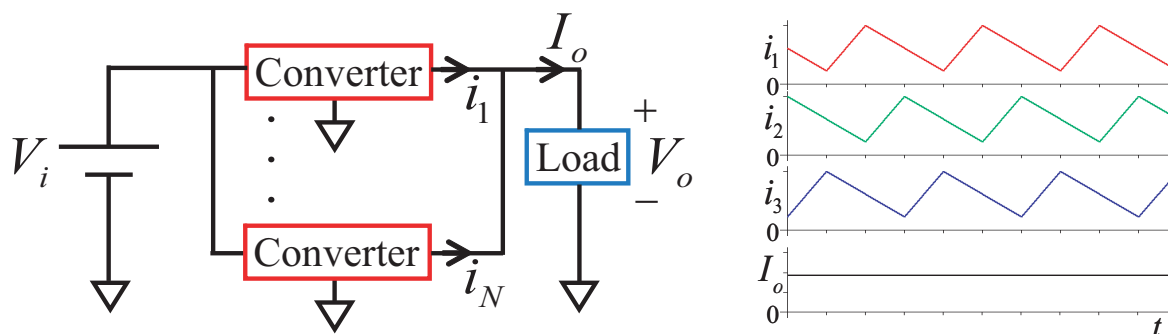 Converter
I_o
i_1
V_i
+
Load
V_o
−
Converter
i_N
i_1
0
i_2
0
i_3
0
I_o
0
t